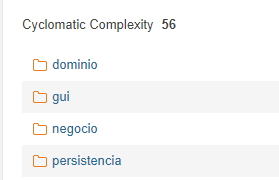 Cyclomatic Complexity 56
dominio
gui
negocio
persistencia